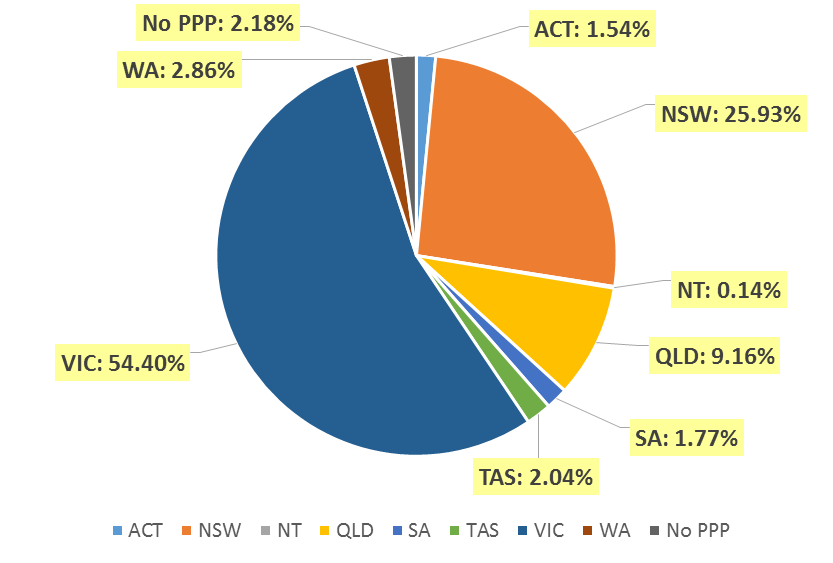 No PPP: 2.18%
ACT: 1.54%
WA: 2.86%
NSW: 25.93%
NT: 0.14%
QLD: 9.16%
VIC: 54.40%
SA: 1.77%
TAS: 2.04%
ACT NSW NT QLD SA TAS VIC WA No PPP